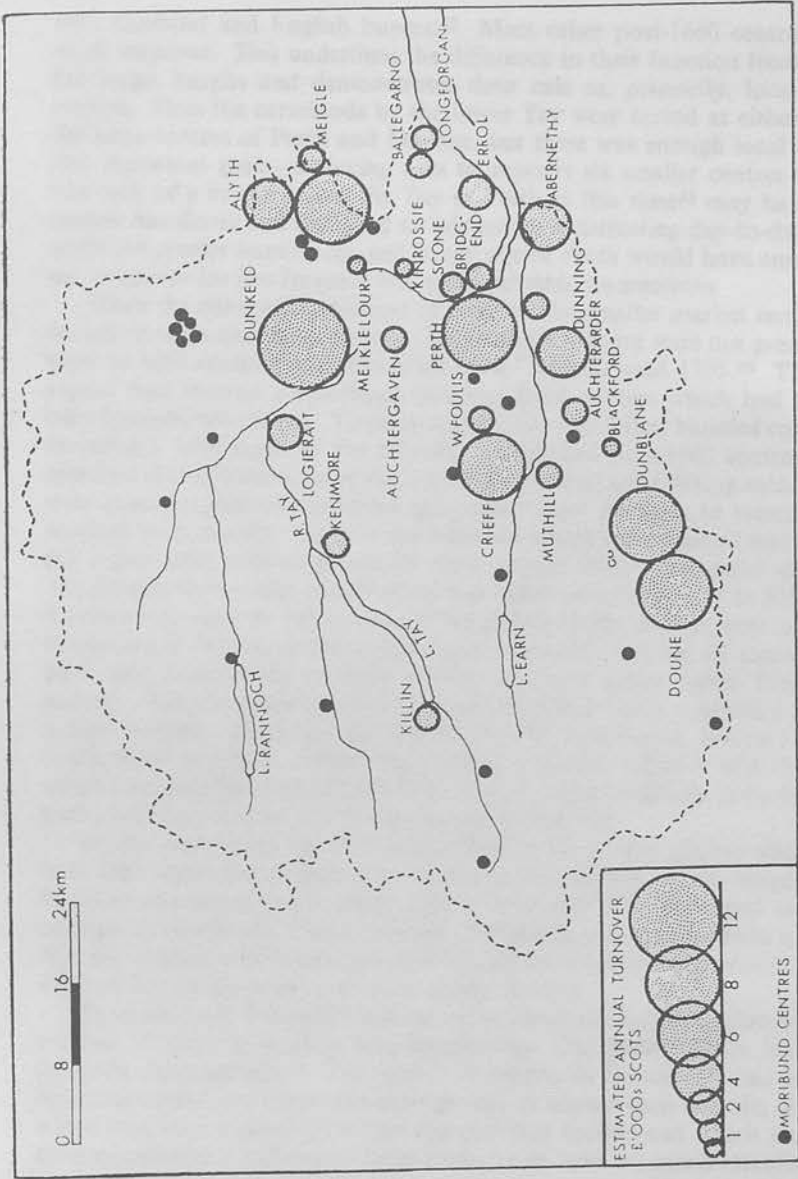 0 8 16 24km
ALYTH
MEIGLE
BALLEGARNO
LONGFORGAN
ERROL
ABERNETHY
DUNKELD
MEIKLELOUR
KINROSSIE
SCONE
BRIDG-
END
AUCHTERGAVEN
PERTH
DUNNING
AUCHTERARDER
BLACKFORD
W.FOULIS
LOGIERAIT
R.TAY
KENMORE
CRIEFF
MUTHILL
DUNBLANE
DOUNE
L.RANNOCH
L.TAY
KILLIN
L.EARN
ESTIMATED ANNUAL TURNOVER
£'000s SCOTS
1 2 4 6 8 12
MORIBUND CENTRES